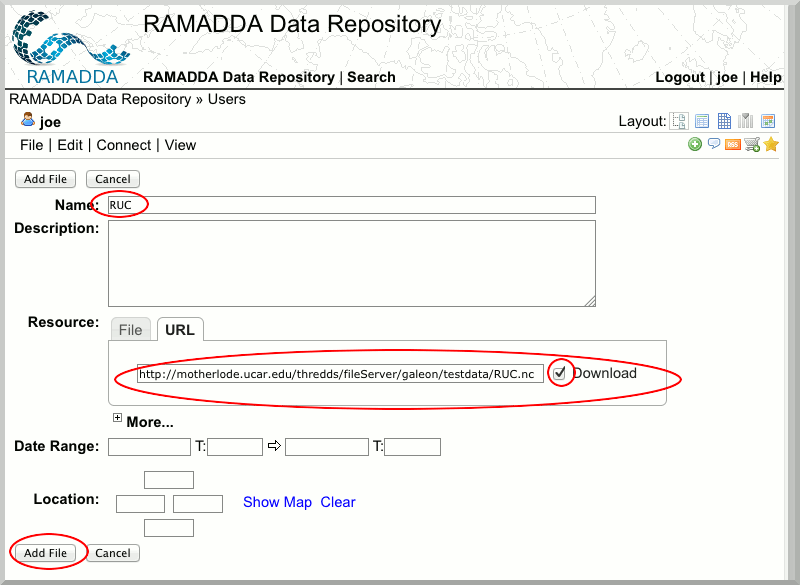 RAMADDA Data Repository
RAMADDA
RAMADDA Data Repository | Search Logout | joe | Help
RAMADDA Data Repository » Users
joe Layout:
File | Edit | Connect | View RSS
Add File Cancel
Name: RUC
Description:
Resource: File URL
http://motherlode.ucar.edu/thredds/fileServer/galeon/testdata/RUC.nc Download
More...
Date Range: T: T:
Location: Show Map Clear
Add File Cancel